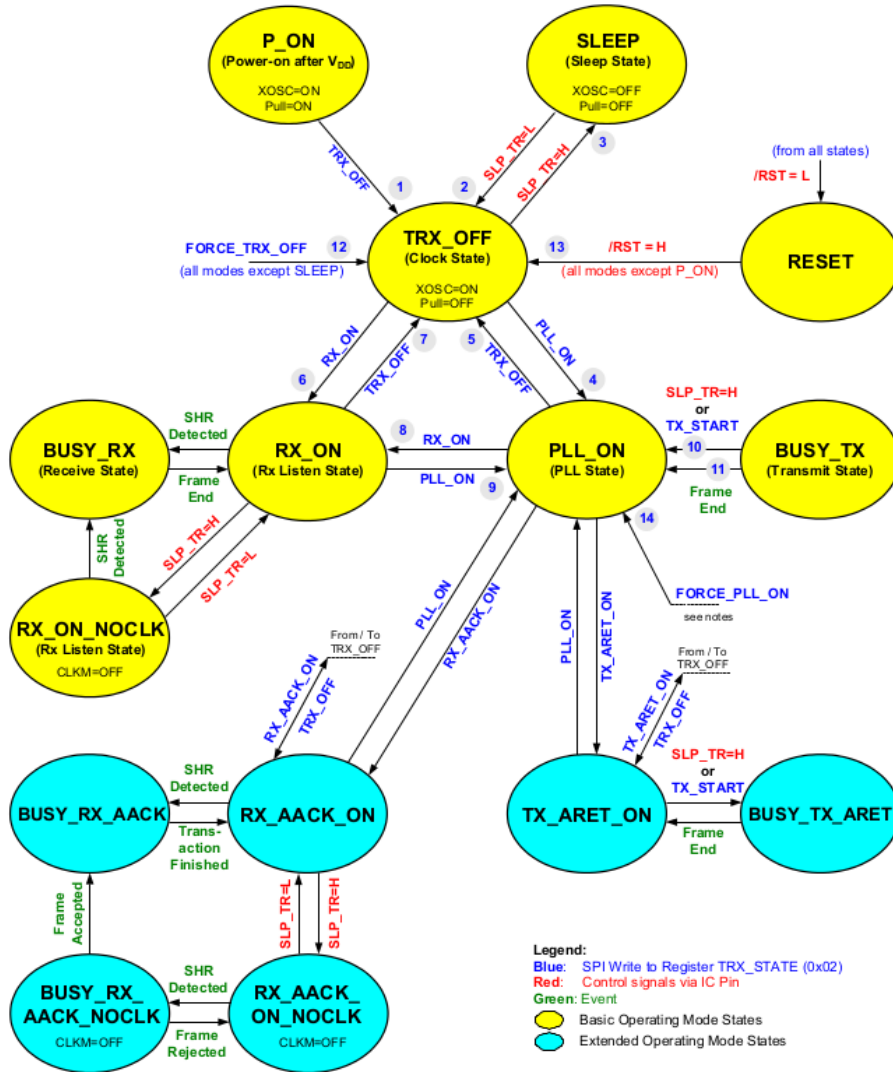 P_ON
(Power-on after VDD)
XOSC=ON
Pull=ON
SLEEP
(Sleep State)
XOSC=OFF
Pull=OFF
TRX_OFF
1
2
SLP_TR=L
SLP_TR=H
3
(from all states)
/RST = L
FORCE_TRX_OFF
12
(all modes except SLEEP)
TRX_OFF
(Clock State)
XOSC=ON
Pull=OFF
13
/RST = H
(all modes except P_ON)
RESET
RX_ON
6
TRX_OFF
7
5
TRX_OFF
PLL_ON
4
SHR
Detected
BUSY_RX
(Receive State)
Frame
End
RX_ON
(Rx Listen State)
8
RX_ON
PLL_ON
9
PLL_ON
(PLL State)
SLP_TR=H
or
TX_START
10
11
Frame
End
BUSY_TX
(Transmit State)
14
FORCE_PLL_ON
see notes
SHR
Detected
SLP_TR=H
SLP_TR=L
RX_ON_NOCLK
(Rx Listen State)
CLKM=OFF
PLL_ON
RX_AACK_ON
PLL_ON
TX_ARET_ON
From / To
TRX_OFF
RX_AACK_ON
TRX_OFF
From / To
TRX_OFF
TX_ARET_ON
TRX_OFF
BUSY_RX_AACK
SHR
Detected
Trans-
action
Finished
RX_AACK_ON
TX_ARET_ON
SLP_TR=H
or
TX_START
Frame
End
BUSY_TX_ARET
Frame
Accepted
SLP_TR=L
SLP_TR=H
BUSY_RX_
AACK_NOCLK
CLKM=OFF
SHR
Detected
Frame
Rejected
RX_AACK_
ON_NOCLK
CLKM=OFF
Legend:
Blue: SPI Write to Register TRX_STATE (0x02)
Red: Control signals via IC Pin
Green: Event
Basic Operating Mode States
Extended Operating Mode States